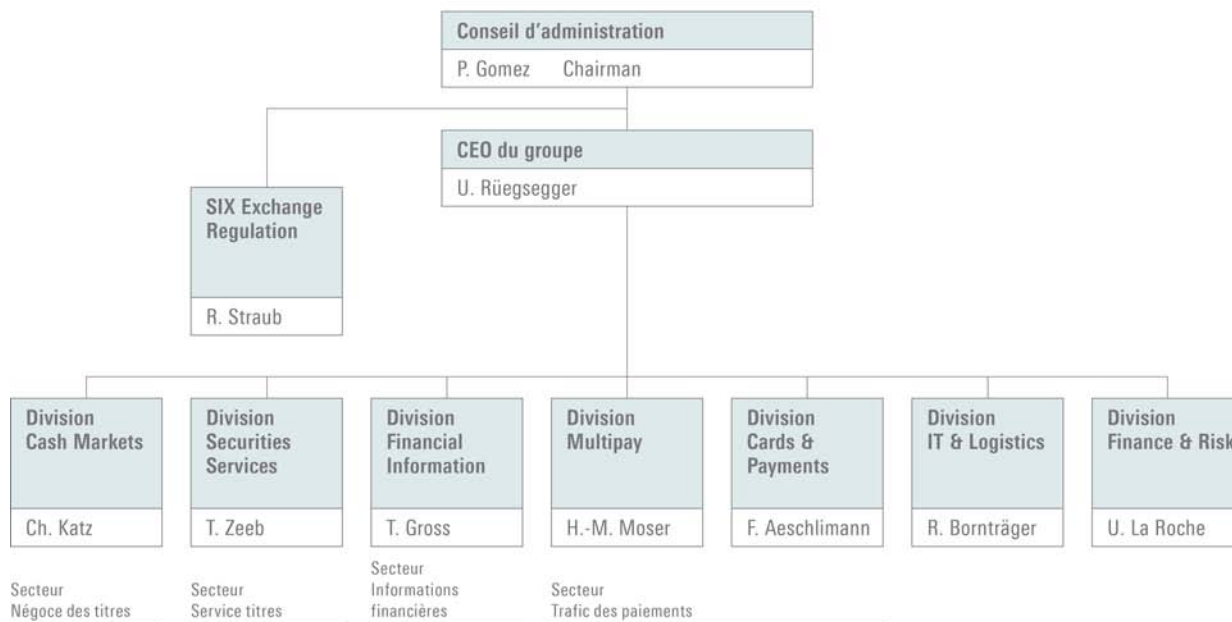 Conseil d'administration
P. Gomez Chairman
CEO du groupe
U. Rüegsegger
SIX Exchange
Regulation
R. Straub
Division
Cash Markets
Ch. Katz
Division
Securities
Services
T. Zeeb
Division
Financial
Information
T. Gross
Division
Multipay
H.-M. Moser
Division
Cards &
Payments
F. Aeschlimann
Division
IT & Logistics
R. Bornträger
Division
Finance & Risk
U. La Roche
Secteur
Négoce des titres
Secteur
Service titres
Secteur
Informations
financières
Secteur
Trafic des paiements